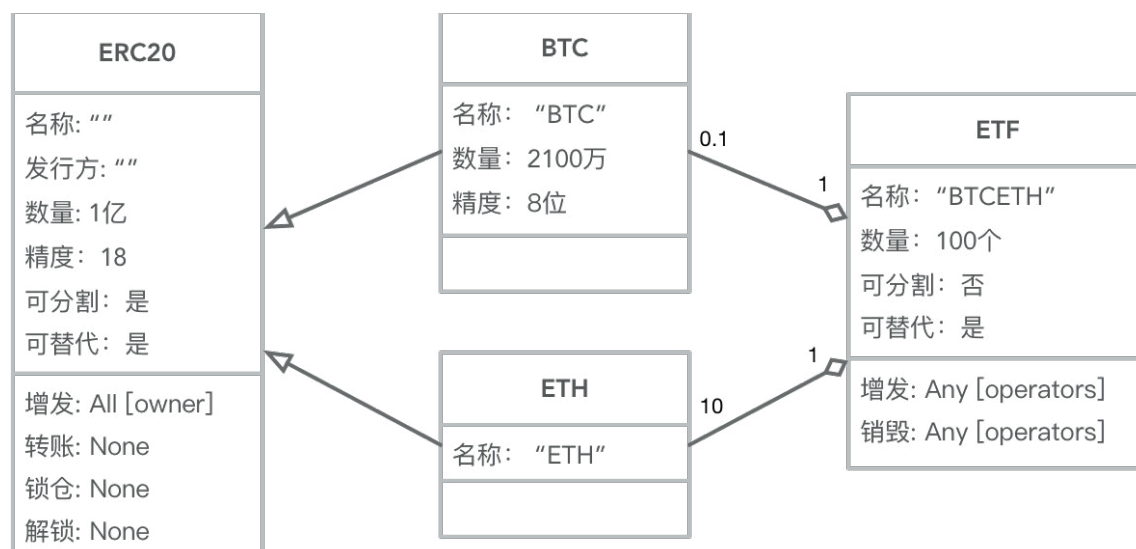 ERC20
名称: “”
发行方: “”
数量: 1亿
精度：18
可分割：是
可替代：是
增发: All [owner]
转账: None
锁仓: None
解锁: None
BTC
名称： “BTC”
数量：2100万
精度：8位
ETH
名称： “ETH”
0.1
1
10
1
ETF
名称：“BTCETH”
数量：100个
可分割：否
可替代：是
增发: Any [operators]
销毁: Any [operators]